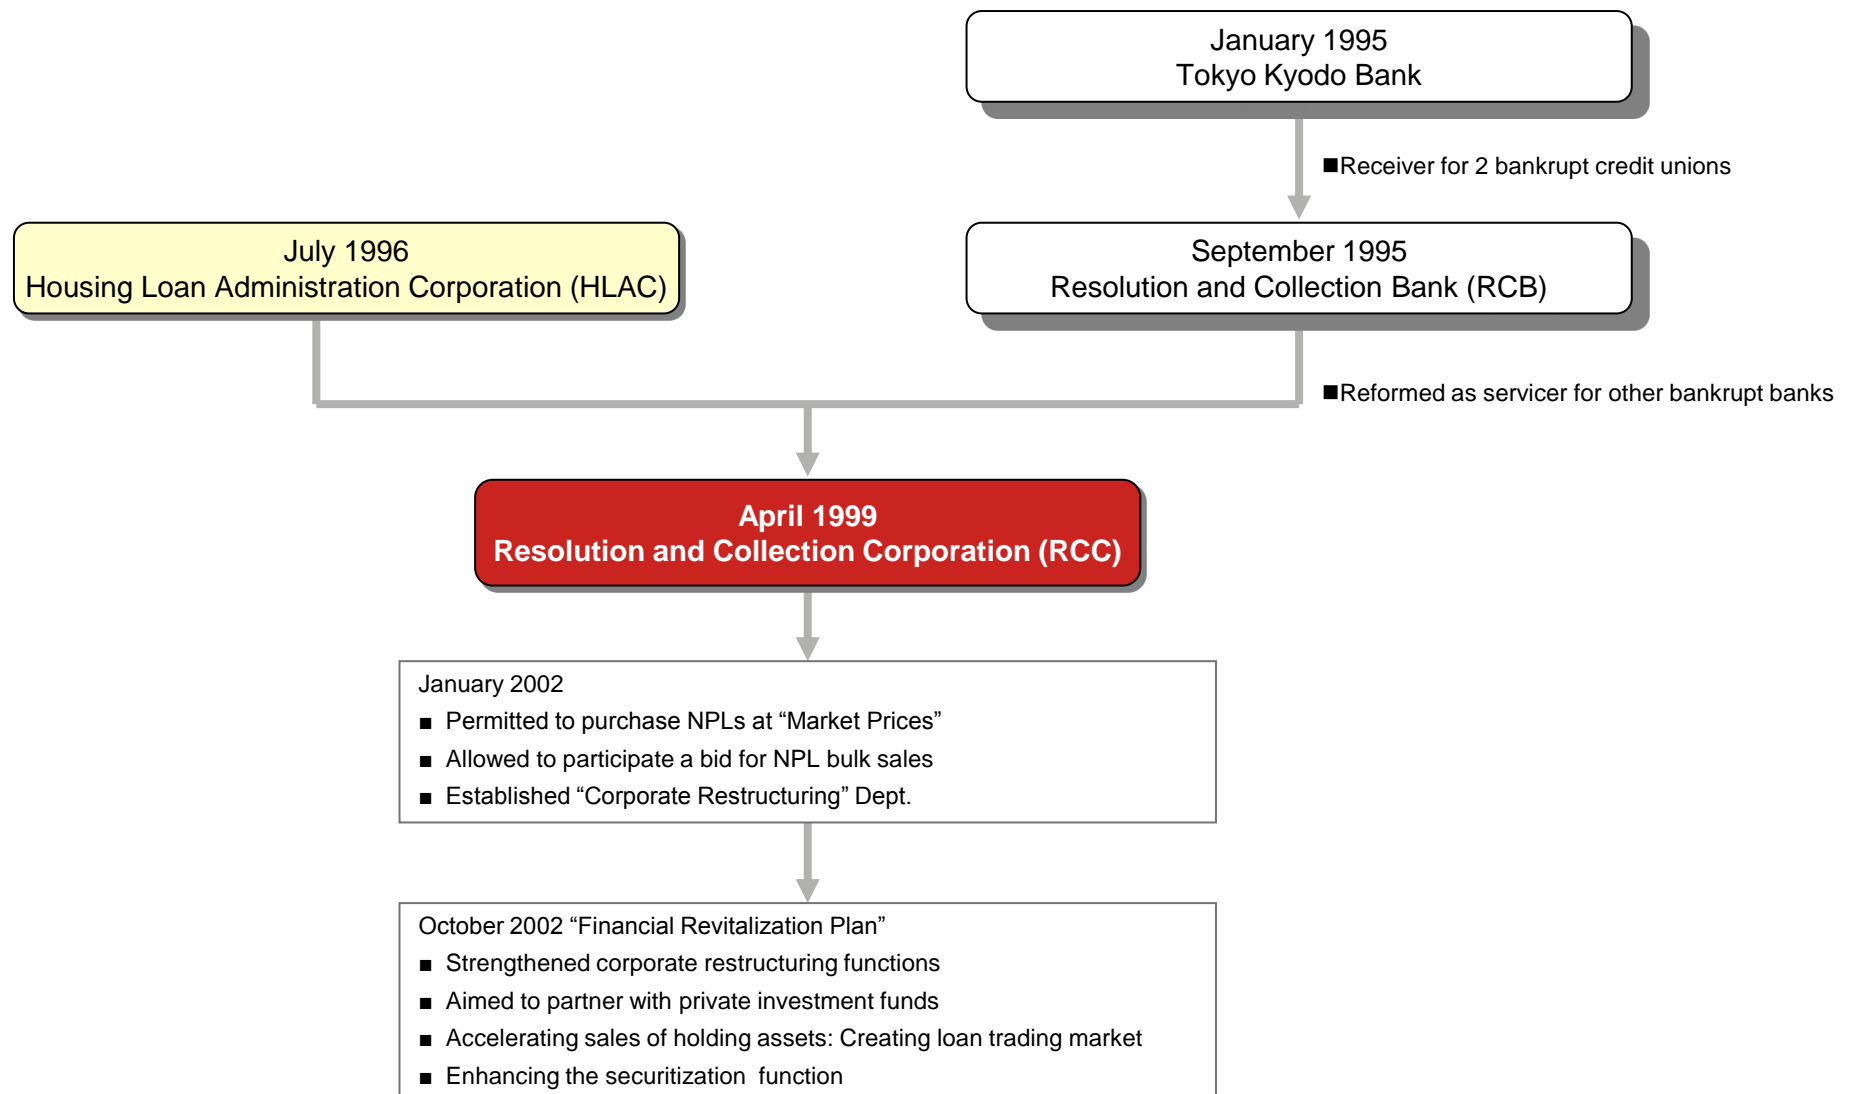 January 1995
Tokyo Kyodo Bank
■Receiver for 2 bankrupt credit unions
July 1996
Housing Loan Administration Corporation (HLAC)
September 1995
Resolution and Collection Bank (RCB)
■Reformed as servicer for other bankrupt banks
April 1999
Resolution and Collection Corporation (RCC)
January 2002
■ Permitted to purchase NPLs at “Market Prices”
■ Allowed to participate a bid for NPL bulk sales
■ Established “Corporate Restructuring” Dept.
October 2002 “Financial Revitalization Plan”
■ Strengthened corporate restructuring functions
■ Aimed to partner with private investment funds
■ Accelerating sales of holding assets: Creating loan trading market
■ Enhancing the securitization function